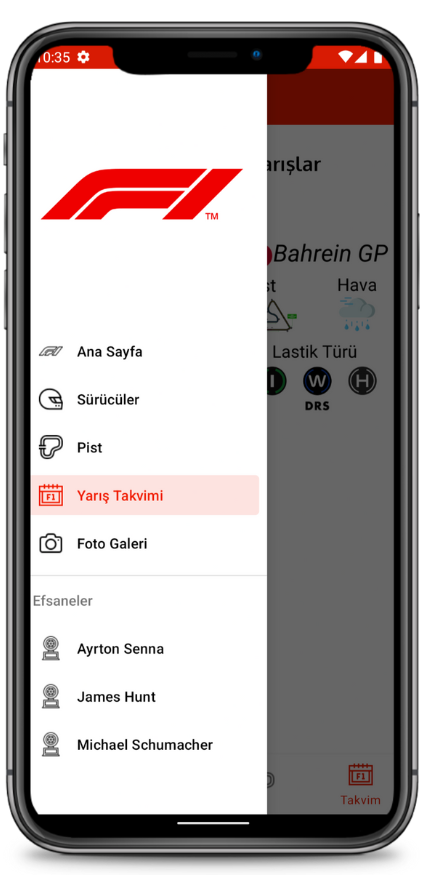 10:35
F1
TM
arışlar
Bahrein GP
st
Hava
Lastik Türü
I
W
H
DRS
Ana Sayfa
Sürücüler
Pist
F1
Yarış Takvimi
Foto Galeri
Efsaneler
Ayrton Senna
James Hunt
Michael Schumacher
F1
Takvim